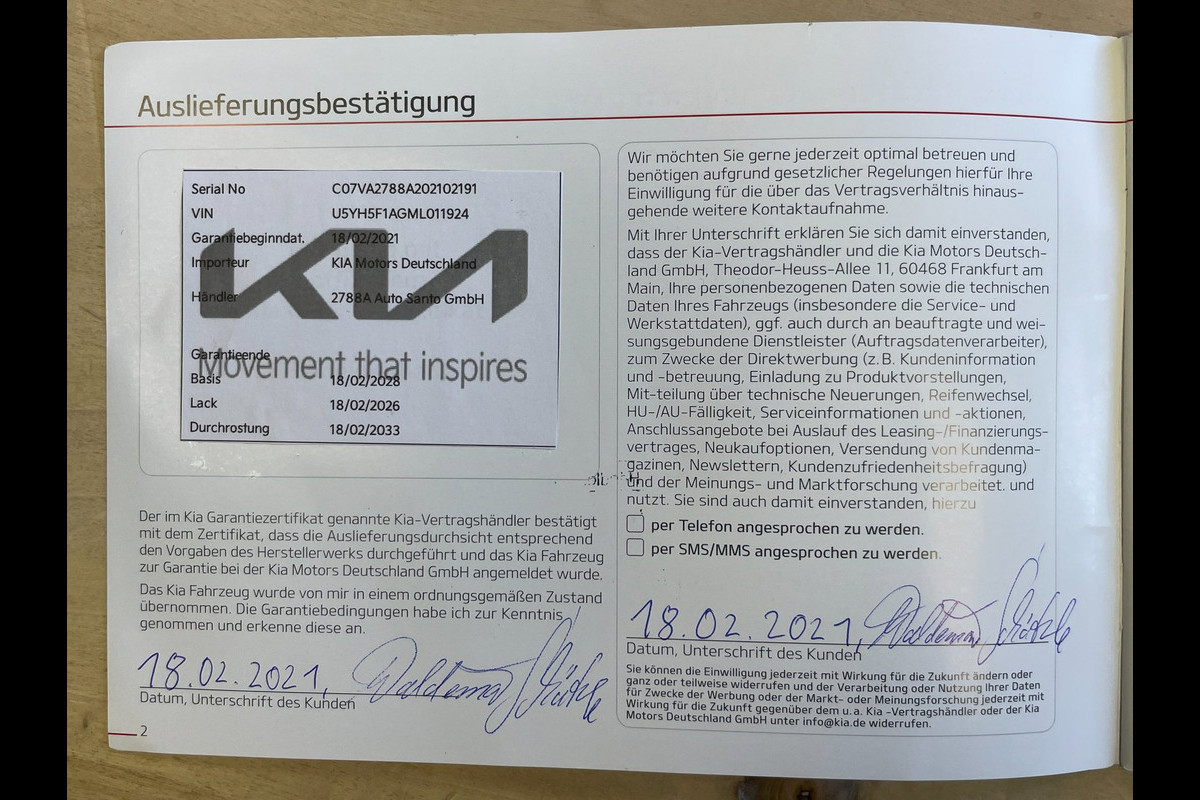 Auslieferungsbestätigung
Serial No C07VA2788A202102191
VIN U5YH5F1AGML011924
Garantiebeginndat. 18/02/2021
Importeur KIA Motors Deutschland
Händler 2788A Auto Santo GmbH
KIA
Movement that inspires
Garantieende
Basis 18/02/2028
Lack 18/02/2026
Durchrostung 18/02/2033
Der im Kia Garantiezertifikat genannte Kia-Vertragshändler bestätigt
mit dem Zertifikat, dass die Auslieferungsdurchsicht entsprechend
den Vorgaben des Herstellerwerks durchgeführt und das Kia Fahrzeug
zur Garantie bei der Kia Motors Deutschland GmbH angemeldet wurde.
Das Kia Fahrzeug wurde von mir in einem ordnungsgemäßen Zustand
übernommen. Die Garantiebedingungen habe ich zur Kenntnis
genommen und erkenne diese an.
18.02.2021, Waldemar
Datum, Unterschrift des Kunden
2
Wir möchten Sie gerne jederzeit optimal betreuen und
benötigen aufgrund gesetzlicher Regelungen hierfür Ihre
Einwilligung für die über das Vertragsverhältnis hinaus-
gehende weitere Kontaktaufnahme.
Mit Ihrer Unterschrift erklären Sie sich damit einverstanden,
dass der Kia-Vertragshändler und die Kia Motors Deutsch-
land GmbH, Theodor-Heuss-Allee 11, 60468 Frankfurt am
Main, Ihre personenbezogenen Daten sowie die technischen
Daten Ihres Fahrzeugs (insbesondere die Service- und
Werkstattdaten), ggf. auch durch an beauftragte und wei-
sungsgebundene Dienstleister (Auftragsdatenverarbeiter),
zum Zwecke der Direktwerbung (z. B. Kundeninformation
und -betreuung, Einladung zu Produktvorstellungen,
Mit-teilung über technische Neuerungen, Reifenwechsel,
HU-/AU-Fälligkeit, Serviceinformationen und -aktionen,
Anschlussangebote bei Auslauf des Leasing-/Finanzierungs-
vertrages, Neukaufoptionen, Versendung von Kundenma-
gazinen, Newslettern, Kundenzufriedenheitsbefragung)
und der Meinungs- und Marktforschung verarbeitet. und
nutzt. Sie sind auch damit einverstanden, hierzu
per Telefon angesprochen zu werden.
per SMS/MMS angesprochen zu werden.
18.02.2021, Waldemar
Datum, Unterschrift des Kunden
Sie können die Einwilligung jederzeit mit Wirkung für die Zukunft ändern oder
ganz oder teilweise widerrufen und der Verarbeitung oder Nutzung Ihrer Daten
für Zwecke der Werbung oder der Markt- oder Meinungsforschung jederzeit mit
Wirkung für die Zukunft gegenüber dem u. a. Kia -Vertragshändler oder der Kia
Motors Deutschland GmbH unter info@kia.de widerrufen.